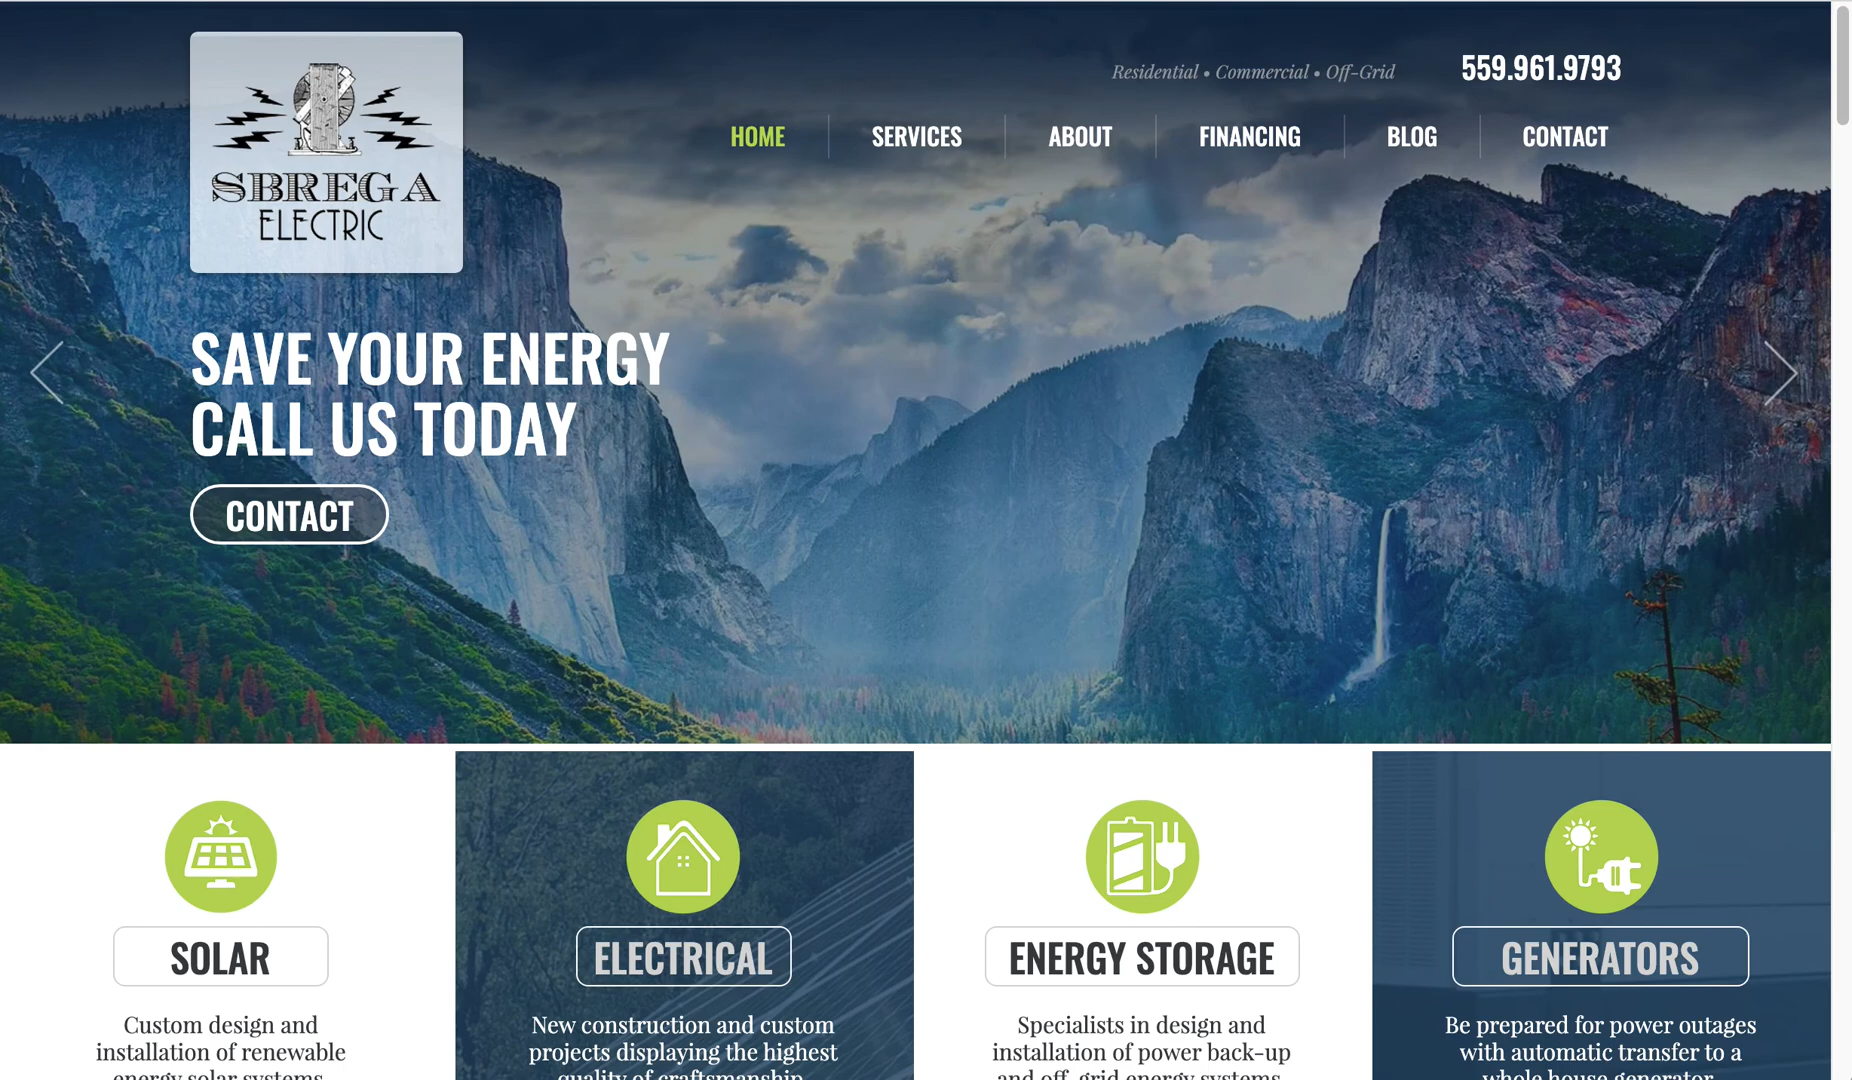 SBREGA
ELECTRIC
Residential • Commercial • Off-Grid
559.961.9793
HOME
SERVICES
ABOUT
FINANCING
BLOG
CONTACT
SAVE YOUR ENERGY
CALL US TODAY
CONTACT
SOLAR
Custom design and
installation of renewable
energy solar systems
ELECTRICAL
New construction and custom
projects displaying the highest
quality of craftsmanship
ENERGY STORAGE
Specialists in design and
installation of power back-up
and off-grid energy systems
GENERATORS
Be prepared for power outages
with automatic transfer to a
whole house generator